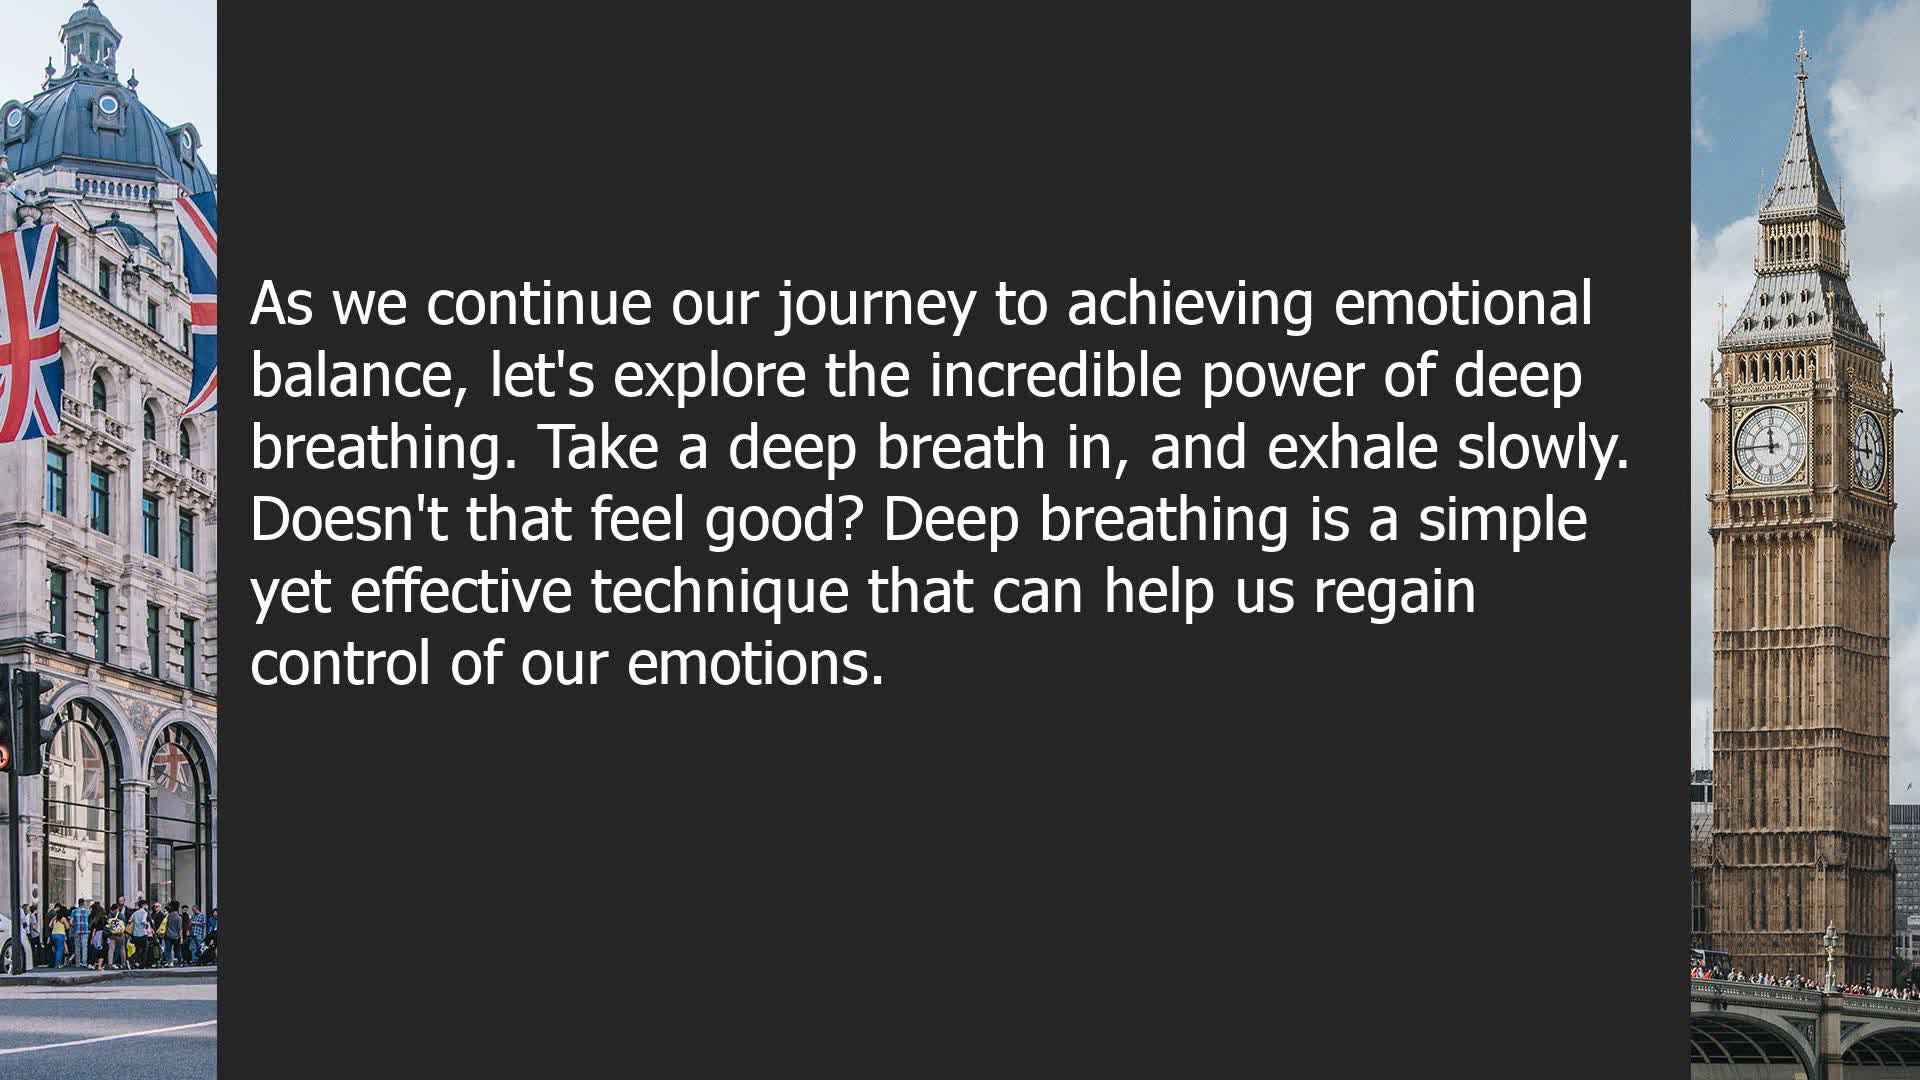 As we continue our journey to achieving emotional
balance, let's explore the incredible power of deep
breathing. Take a deep breath in, and exhale slowly.
Doesn't that feel good? Deep breathing is a simple
yet effective technique that can help us regain
control of our emotions.